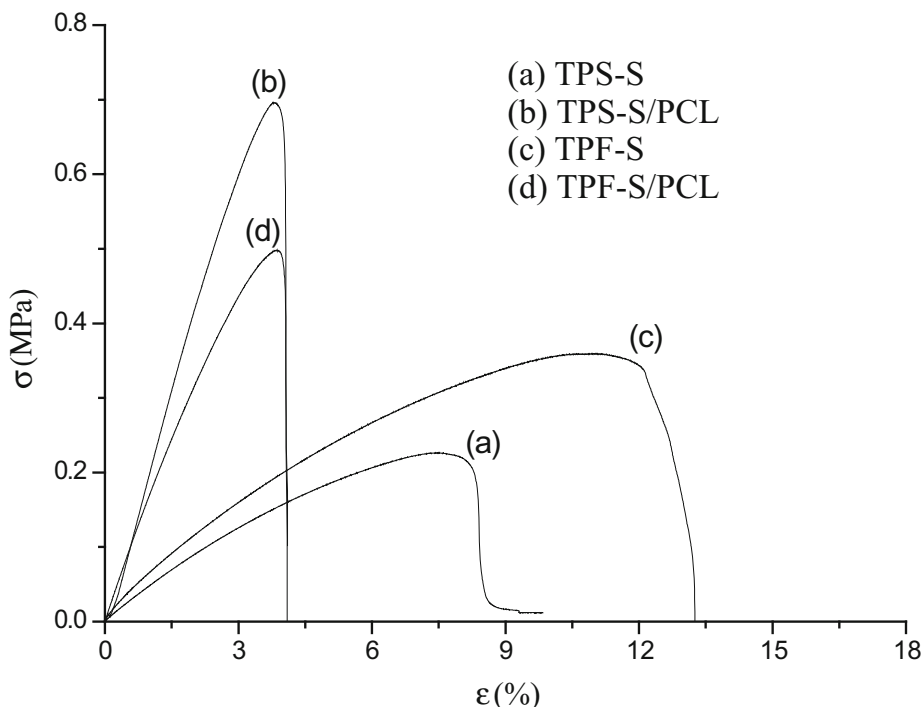 0.8
0.6
0.4
0.2
0.0
σ(MPa)
(b)
(d)
(c)
(a)
(a) TPS-S
(b) TPS-S/PCL
(c) TPF-S
(d) TPF-S/PCL
0 3 6 9 12 15 18
ε(%)